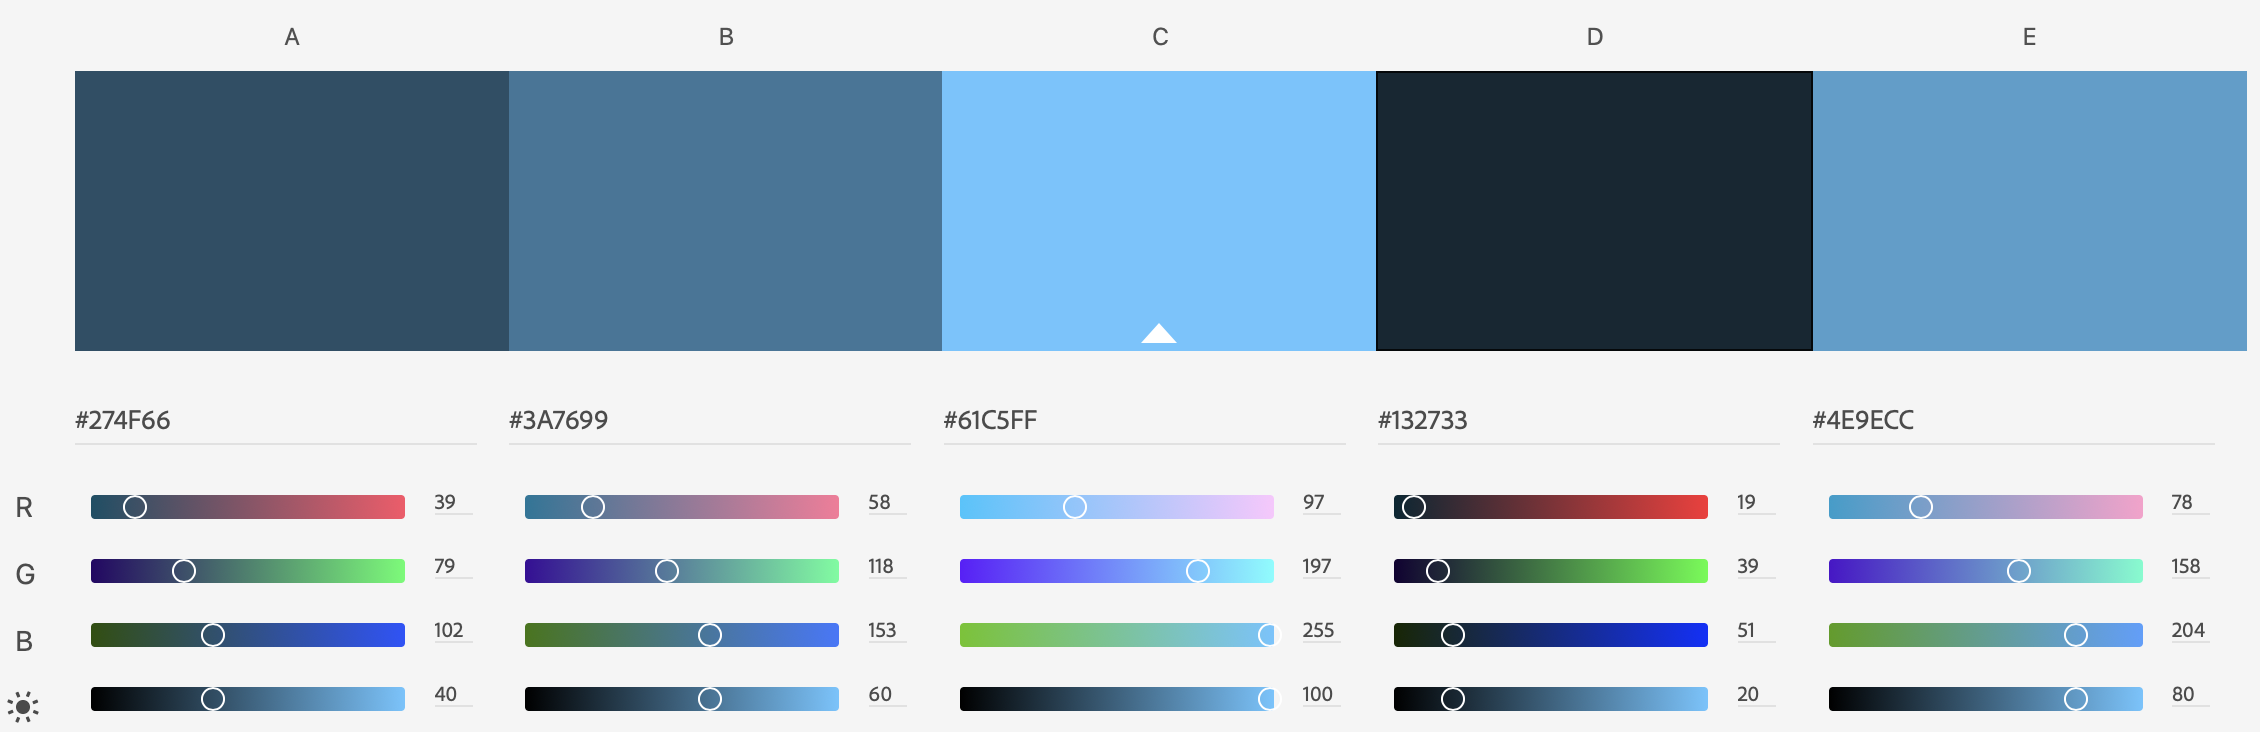 A B C D E
#274F66 #3A7699 #61C5FF #132733 #4E9ECC
R 39 58 97 19 78
G 79 118 197 39 158
B 102 153 255 51 204
40 60 100 20 80